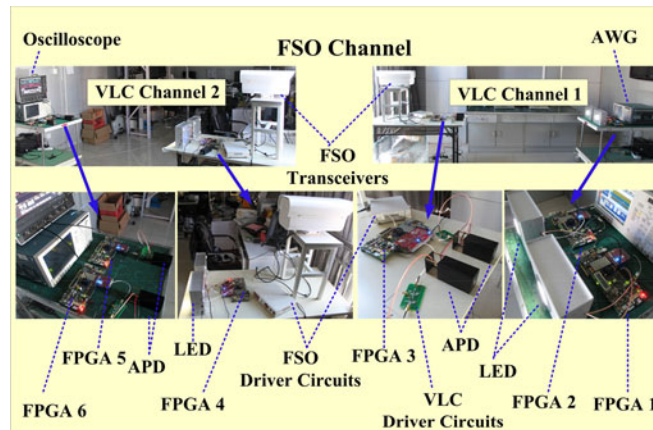 FSO Channel
Oscilloscope
AWG
VLC Channel 2
VLC Channel 1
FSO
Transceivers
FPGA 5
APD
LED
FPGA 4
FPGA 6
FSO
Driver Circuits
FPGA 3
APD
VLC
Driver Circuits
LED
FPGA 2
FPGA 1